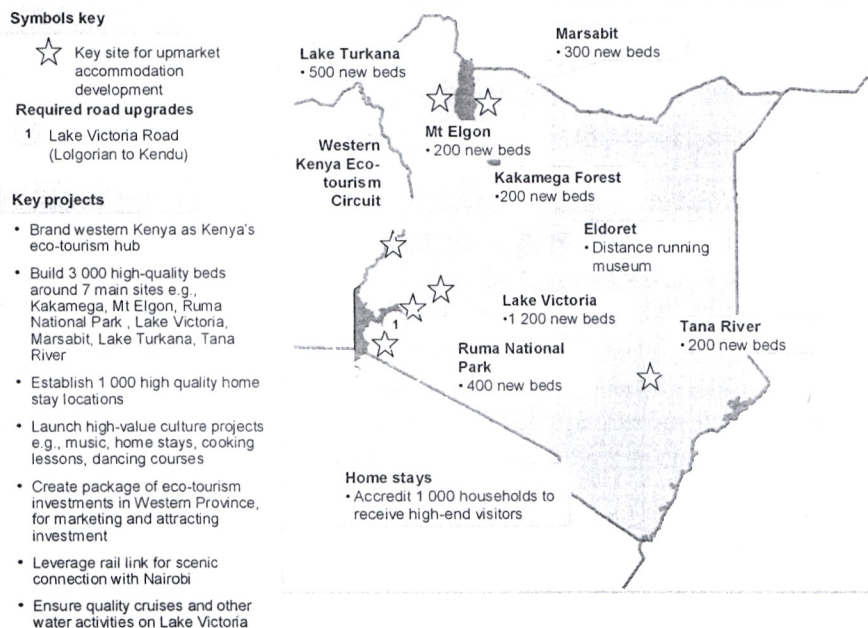 Symbols key
Key site for upmarket
accommodation
development
Required road upgrades
1 Lake Victoria Road
(Lolgorian to Kendu)
Key projects
• Brand western Kenya as Kenya's
eco-tourism hub
• Build 3 000 high-quality beds
around 7 main sites e.g.,
Kakamega, Mt Elgon, Ruma
National Park , Lake Victoria,
Marsabit, Lake Turkana, Tana
River
• Establish 1 000 high quality home
stay locations
• Launch high-value culture projects
e.g., music, home stays, cooking
lessons, dancing courses
• Create package of eco-tourism
investments in Western Province,
for marketing and attracting
investment
• Leverage rail link for scenic
connection with Nairobi
• Ensure quality cruises and other
water activities on Lake Victoria
Lake Turkana
• 500 new beds
Marsabit
• 300 new beds
Mt Elgon
• 200 new beds
Western
Kenya Eco-
tourism
Circuit
Kakamega Forest
•200 new beds
Eldoret
• Distance running
museum
Lake Victoria
•1 200 new beds
1
Tana River
• 200 new beds
Ruma National
Park
• 400 new beds
Home stays
• Accredit 1 000 households to
receive high-end visitors